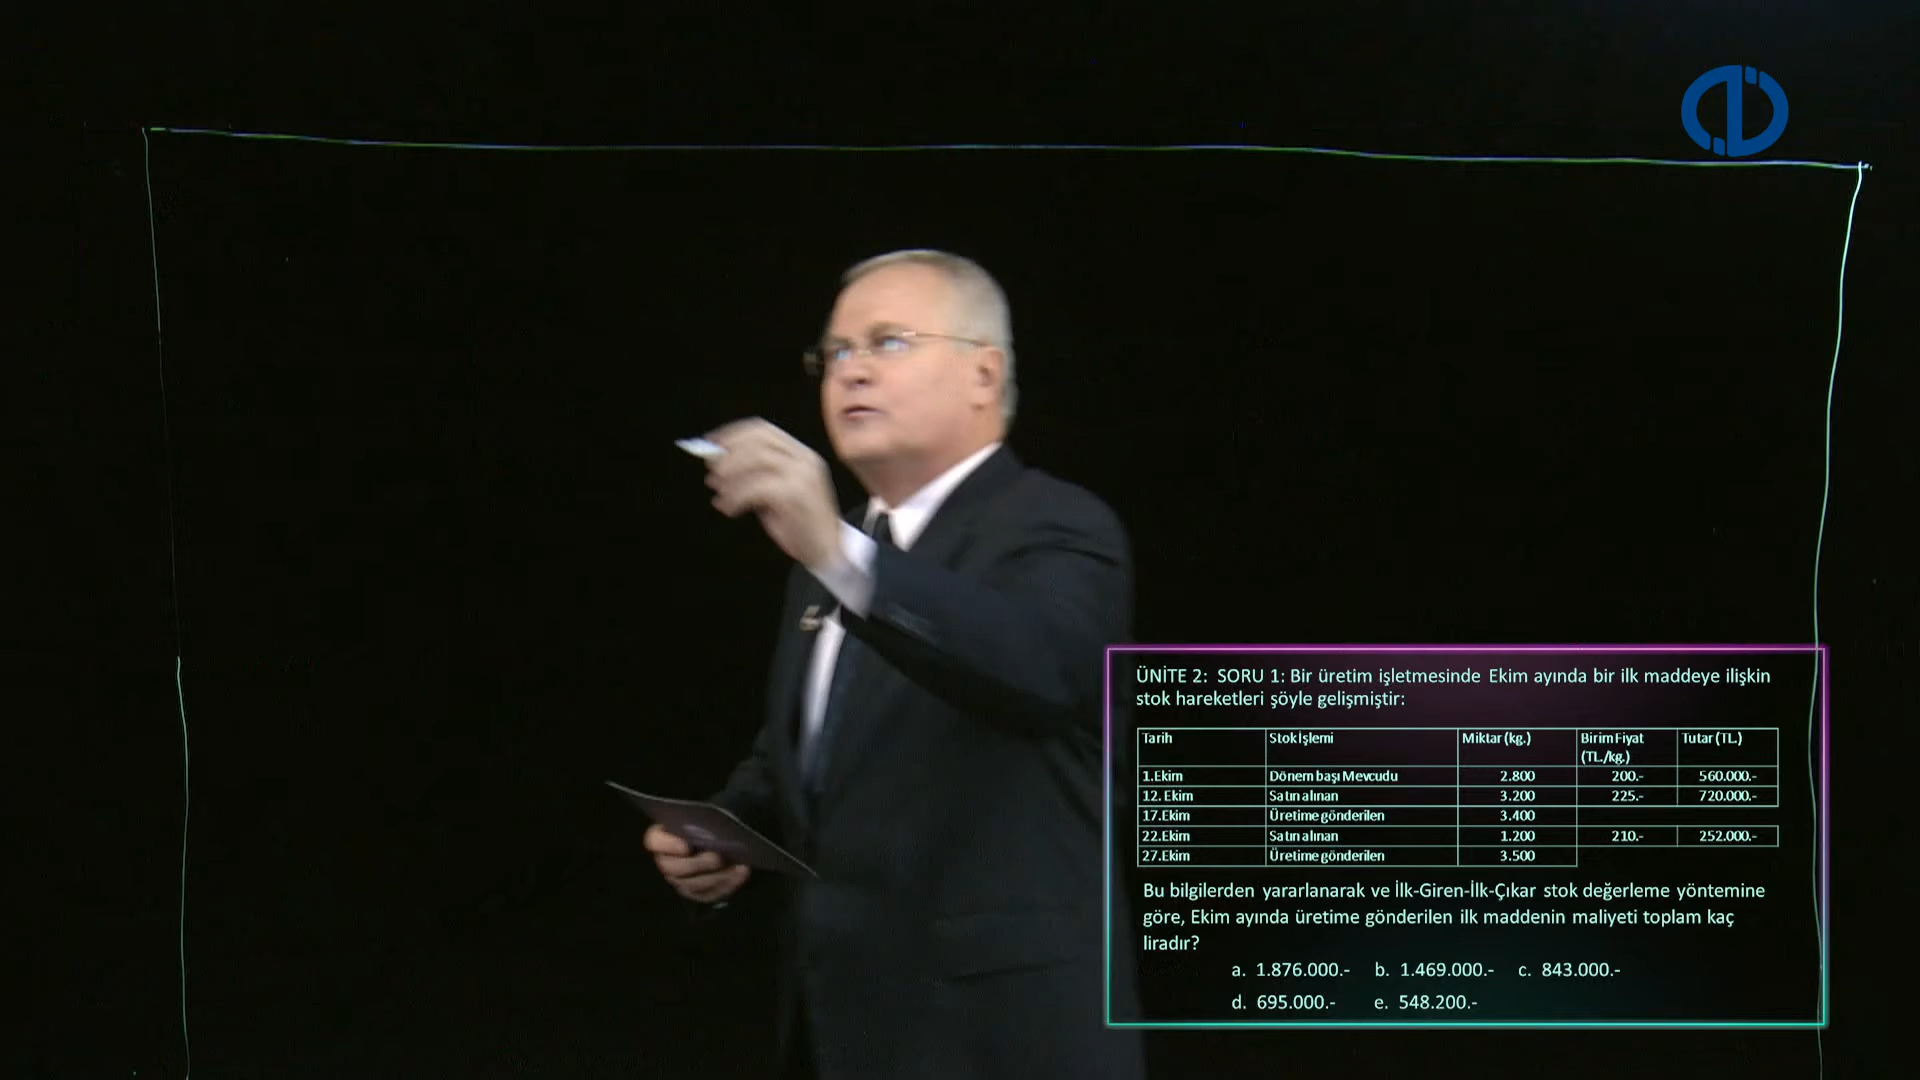 ÜNİTE 2: SORU 1: Bir üretim işletmesinde Ekim ayında bir ilk maddeye ilişkin
stok hareketleri şöyle gelişmiştir:
Tarih Stok İşlemi Miktar (kg.) Birim Fiyat (TL./kg.) Tutar (TL.)
1.Ekim Dönem başı Mevcudu 2.800 200.- 560.000.-
12. Ekim Satın alınan 3.200 225.- 720.000.-
17.Ekim Üretime gönderilen 3.400
22.Ekim Satın alınan 1.200 210.- 252.000.-
27.Ekim Üretime gönderilen 3.500
Bu bilgilerden yararlanarak ve İlk-Giren-İlk-Çıkar stok değerleme yöntemine
göre, Ekim ayında üretime gönderilen ilk maddenin maliyeti toplam kaç
liradır?
a. 1.876.000.- b. 1.469.000.- c. 843.000.-
d. 695.000.- e. 548.200.-